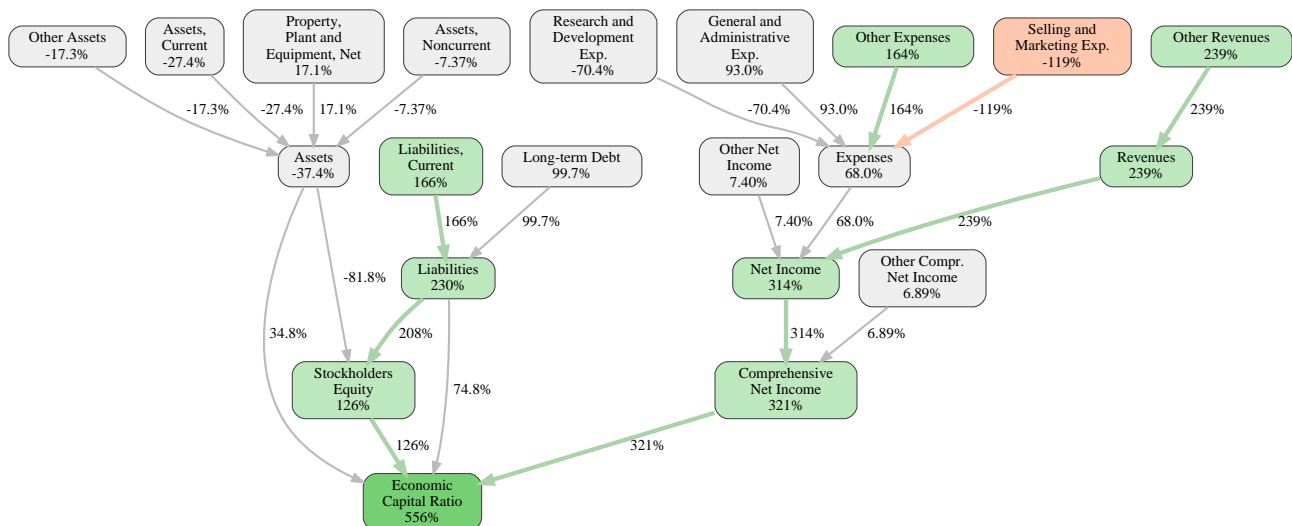 Other Assets
-17.3%
Assets,
Current
-27.4%
Property,
Plant and
Equipment, Net
17.1%
Assets,
Noncurrent
-7.37%
Research and
Development
Exp.
-70.4%
General and
Administrative
Exp.
93.0%
Other Expenses
164%
Selling and
Marketing Exp.
-119%
Other Revenues
239%
-17.3%
-27.4%
17.1%
-7.37%
-70.4%
93.0%
164%
-119%
239%
Assets
-37.4%
Liabilities,
Current
166%
Long-term Debt
99.7%
Other Net
Income
7.40%
Expenses
68.0%
Revenues
239%
166%
99.7%
7.40%
68.0%
239%
-81.8%
Liabilities
230%
Net Income
314%
Other Compr.
Net Income
6.89%
34.8%
208%
314%
6.89%
Stockholders
Equity
126%
74.8%
Comprehensive
Net Income
321%
126%
321%
Economic
Capital Ratio
556%